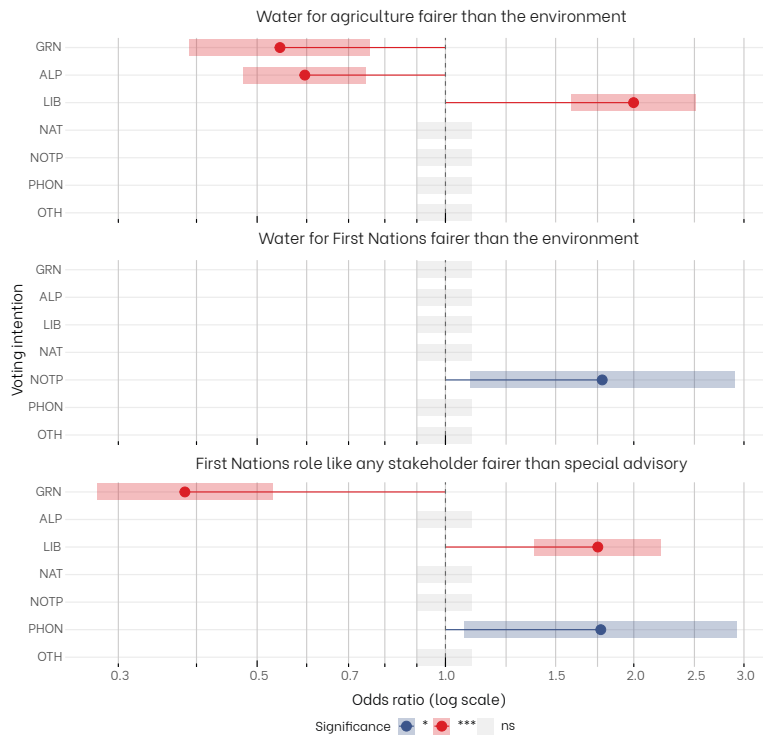 Water for agriculture fairer than the environment
GRN
ALP
LIB
NAT
NOTP
PHON
OTH
Water for First Nations fairer than the environment
GRN
ALP
LIB
NAT
NOTP
PHON
OTH
Voting intention
First Nations role like any stakeholder fairer than special advisory
GRN
ALP
LIB
NAT
NOTP
PHON
OTH
0.3 0.5 0.7 1.0 1.5 2.0 2.5 3.0
Odds ratio (log scale)
Significance * *** ns